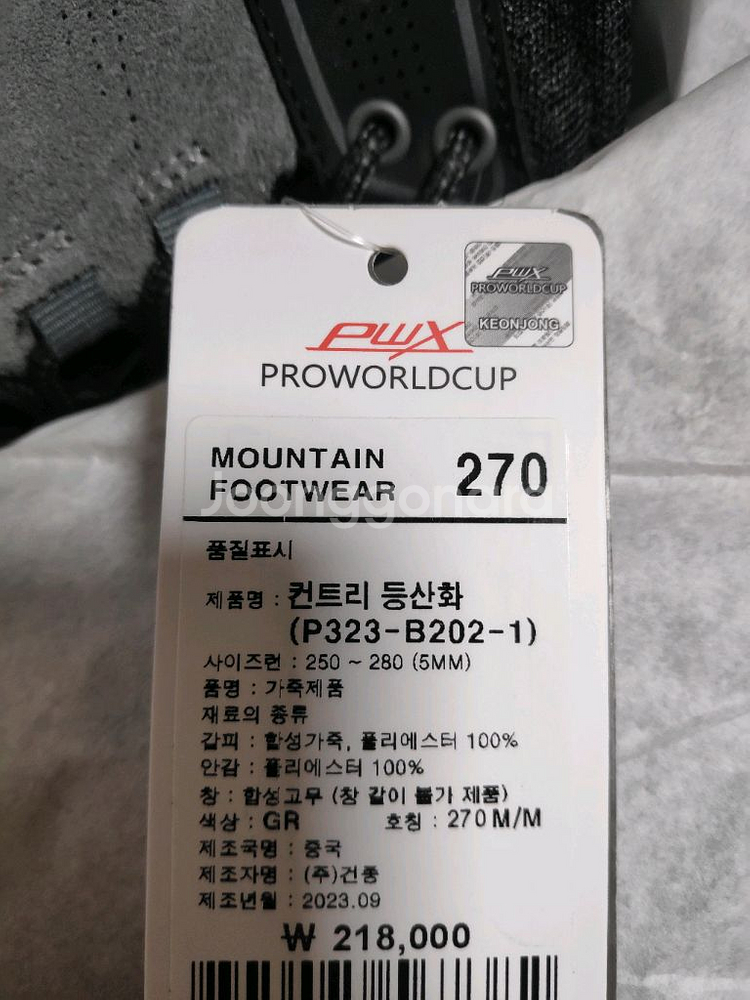 PWX
PROWORLDCUP
KEONJONG
PWX
PROWORLDCUP
MOUNTAIN
FOOTWEAR 270
Joonggonara
품질표시
제품명 : 컨트리 등산화
(P323-B202-1)
사이즈런 : 250 ~ 280 (5MM)
품명 : 가죽제품
재료의 종류
갑피 : 합성가죽, 폴리에스터 100%
안감 : 폴리에스터 100%
창 : 합성고무 (창 갈이 불가 제품)
색상 : GR 호칭 : 270 M/M
제조국명 : 중국
제조자명 : (주)건종
제조년월 : 2023.09
₩ 218,000